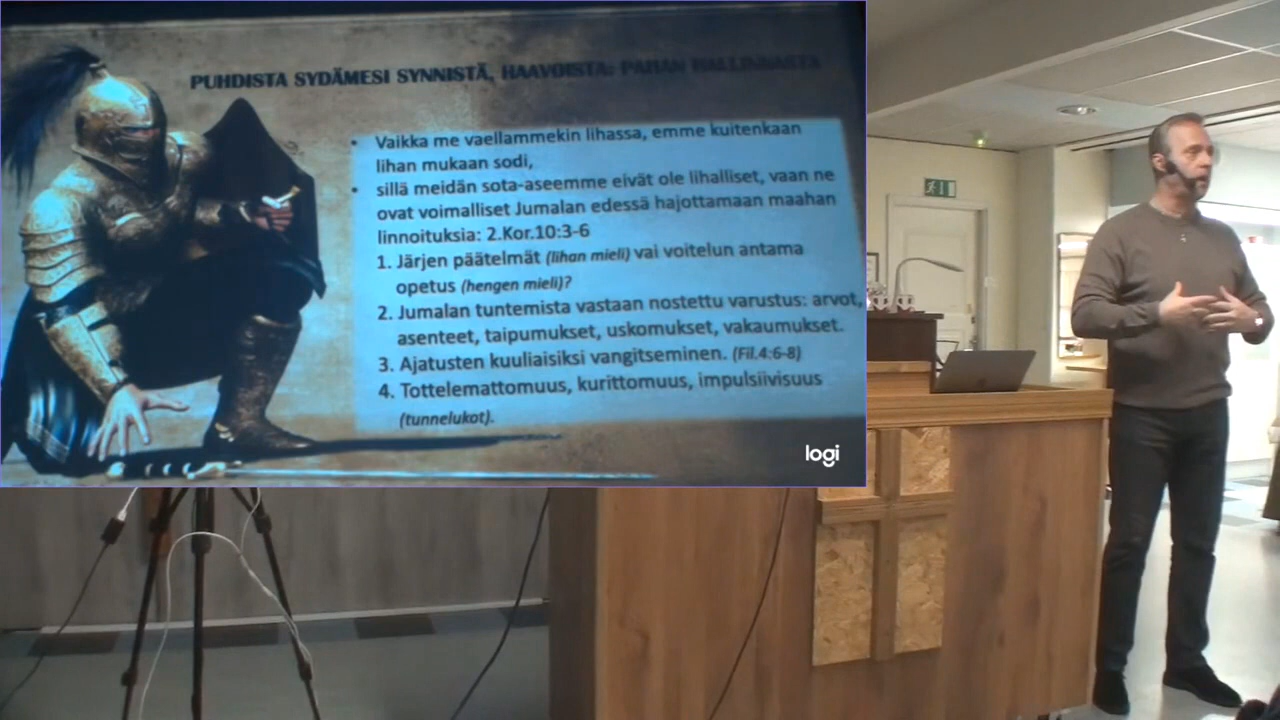 PUHDISTA SYDÄMESI SYNNISTÄ, HAAVOISTA: PAHAN HALLINNASTA
• Vaikka me vaellammekin lihassa, emme kuitenkaan
lihan mukaan sodi,
• sillä meidän sota-aseemme eivät ole lihalliset, vaan ne
ovat voimalliset Jumalan edessä hajottamaan maahan
linnoituksia: 2.Kor.10:3-6
1. Järjen päätelmät (lihan mieli) vai voitelun antama
opetus (hengen mieli)?
2. Jumalan tuntemista vastaan nostettu varustus: arvot,
asenteet, taipumukset, uskomukset, vakaumukset.
3. Ajatusten kuuliaisiksi vangitseminen. (Fil.4:6-8)
4. Tottelemattomuus, kurittomuus, impulsiivisuus
(tunnelukot).
logi